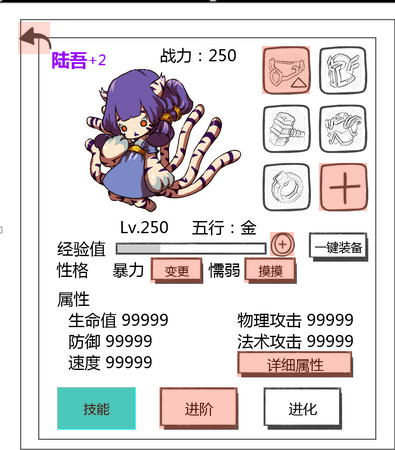 陆吾+2
战力：250
Lv.250 五行：金
经验值
一键装备
性格 暴力 变更 懦弱 摸摸
属性
生命值 99999 物理攻击 99999
防御 99999 法术攻击 99999
速度 99999 详细属性
技能 进阶 进化